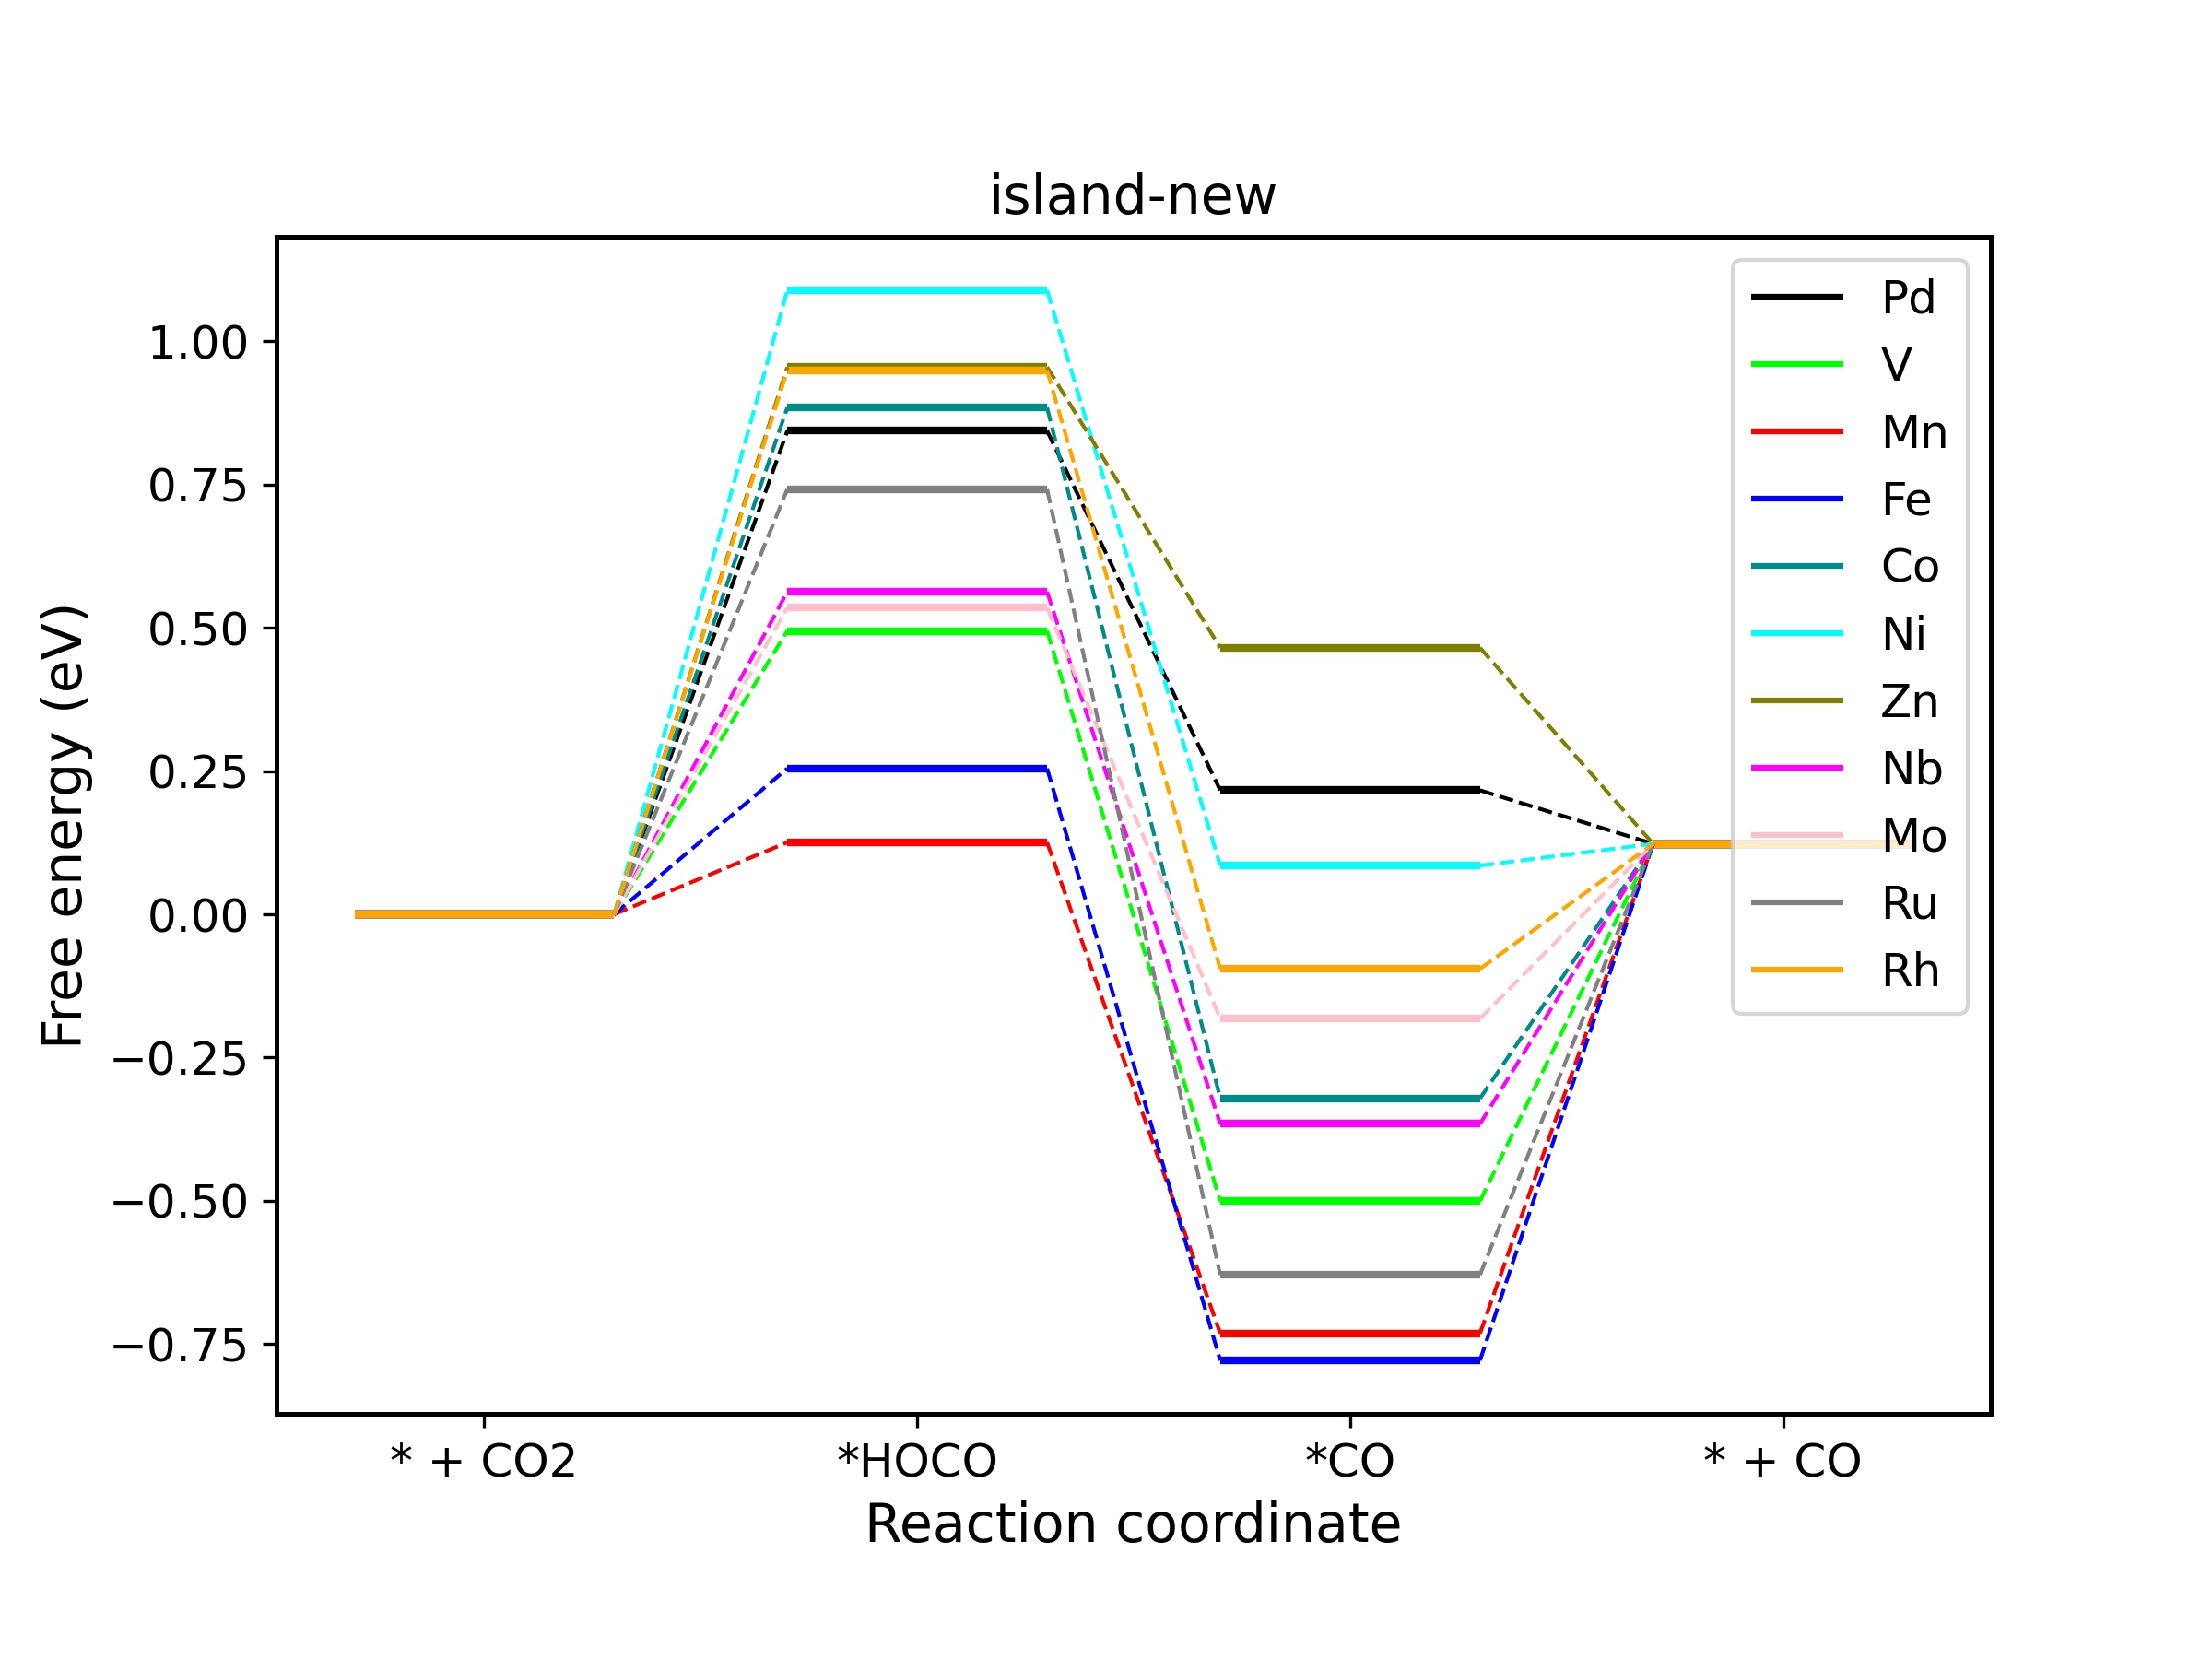 island-new
Free energy (eV)
1.00
0.75
0.50
0.25
0.00
−0.25
−0.50
−0.75
Pd
V
Mn
Fe
Co
Ni
Zn
Nb
Mo
Ru
Rh
* + CO2
*HOCO
*CO
* + CO
Reaction coordinate